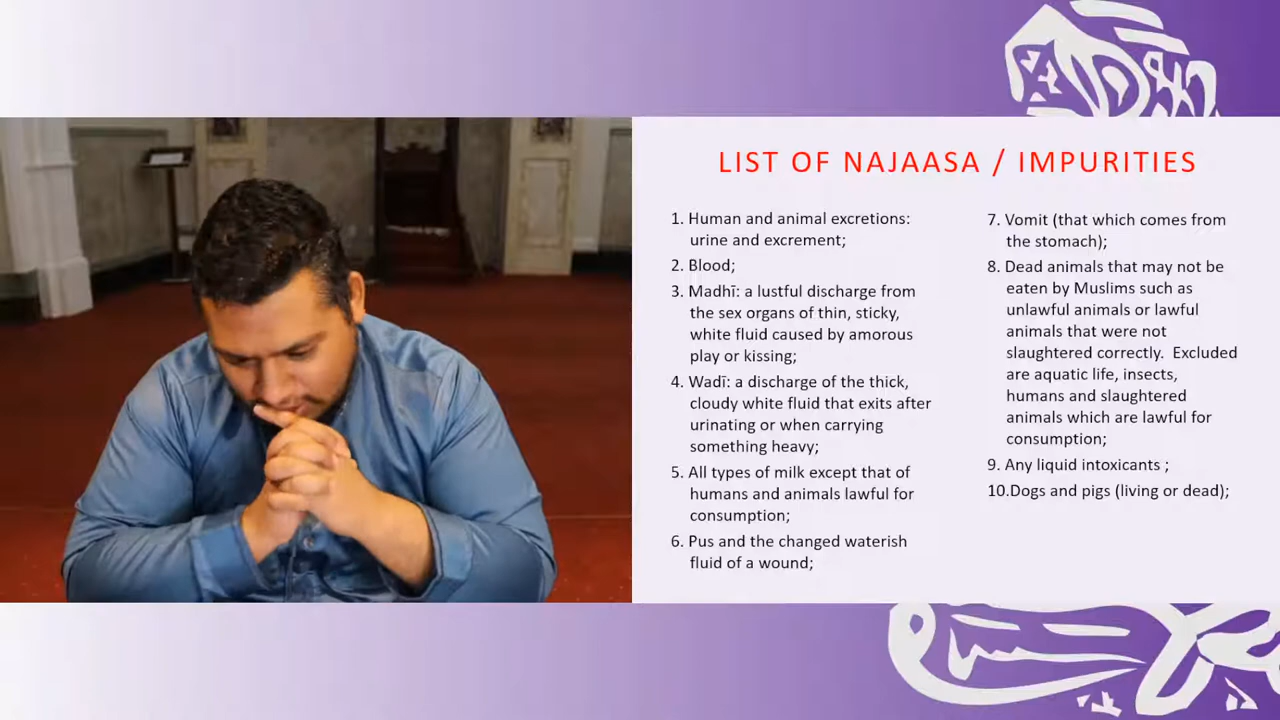 LIST OF NAJAASA / IMPURITIES
1. Human and animal excretions:
urine and excrement;
2. Blood;
3. Madhī: a lustful discharge from
the sex organs of thin, sticky,
white fluid caused by amorous
play or kissing;
4. Wadī: a discharge of the thick,
cloudy white fluid that exits after
urinating or when carrying
something heavy;
5. All types of milk except that of
humans and animals lawful for
consumption;
6. Pus and the changed waterish
fluid of a wound;
7. Vomit (that which comes from
the stomach);
8. Dead animals that may not be
eaten by Muslims such as
unlawful animals or lawful
animals that were not
slaughtered correctly.  Excluded
are aquatic life, insects,
humans and slaughtered
animals which are lawful for
consumption;
9. Any liquid intoxicants ;
10.Dogs and pigs (living or dead);